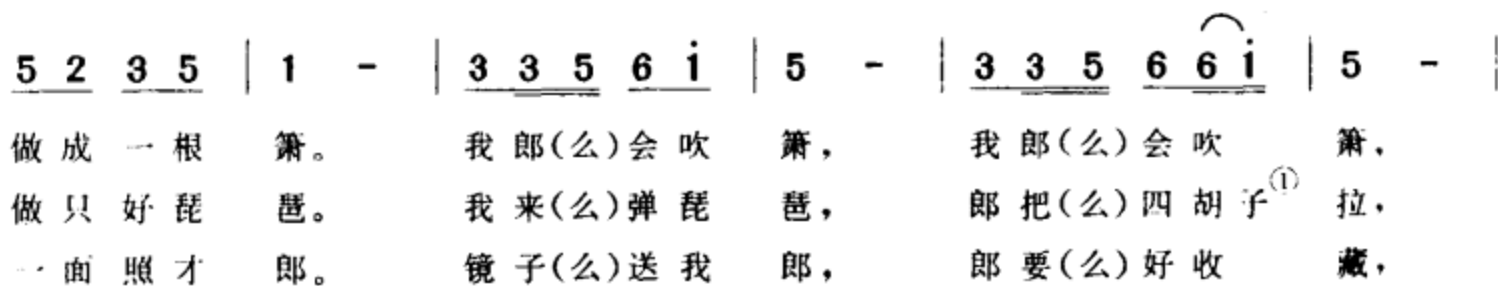 5 2 3 5 | 1 - | 3 3 5 6 i | 5 - | 3 3 5 6 6 i | 5 - |
做成一根 箫。 我郎(么)会吹 箫， 我郎(么)会吹 箫，
做只好琵 琶。 我来(么)弹琵 琶， 郎把(么)四胡子① 拉，
一面照才 郎。 镜子(么)送我 郎， 郎要(么)好收 藏，